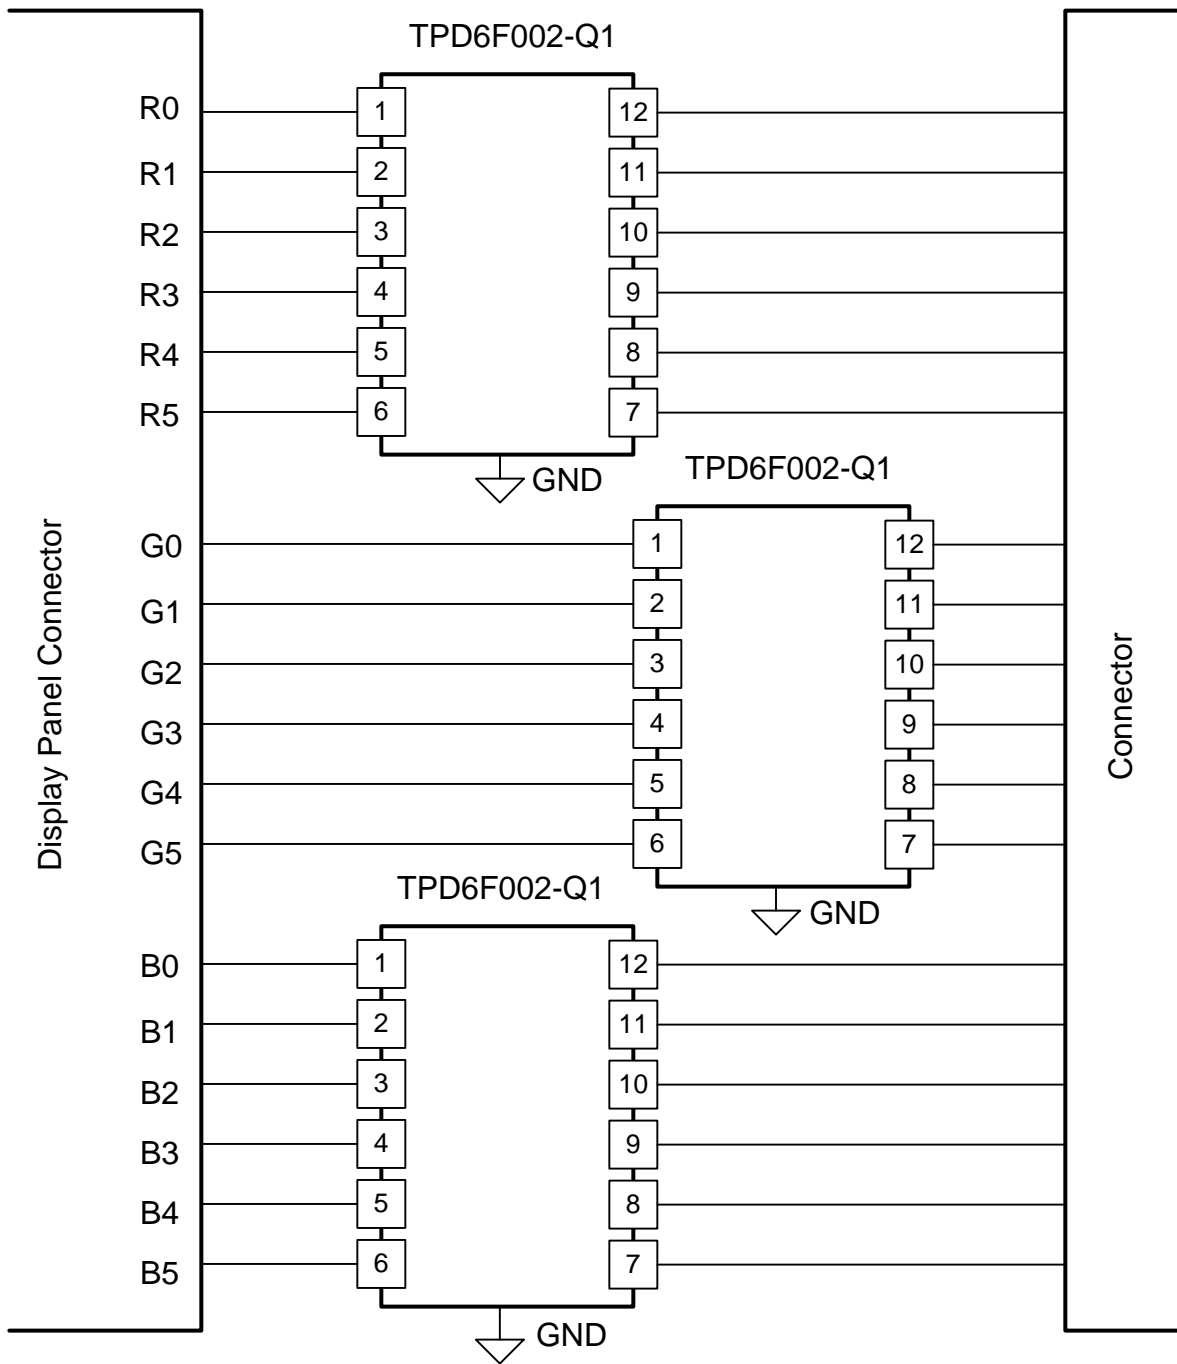 TPD6F002-Q1
R0 1 12
R1 2 11
R2 3 10
R3 4 9
R4 5 8
R5 6 7
GND
TPD6F002-Q1
Display Panel Connector
G0 1 12
G1 2 11
G2 3 10
G3 4 9
G4 5 8
G5 6 7
Connector
GND
TPD6F002-Q1
B0 1 12
B1 2 11
B2 3 10
B3 4 9
B4 5 8
B5 6 7
GND